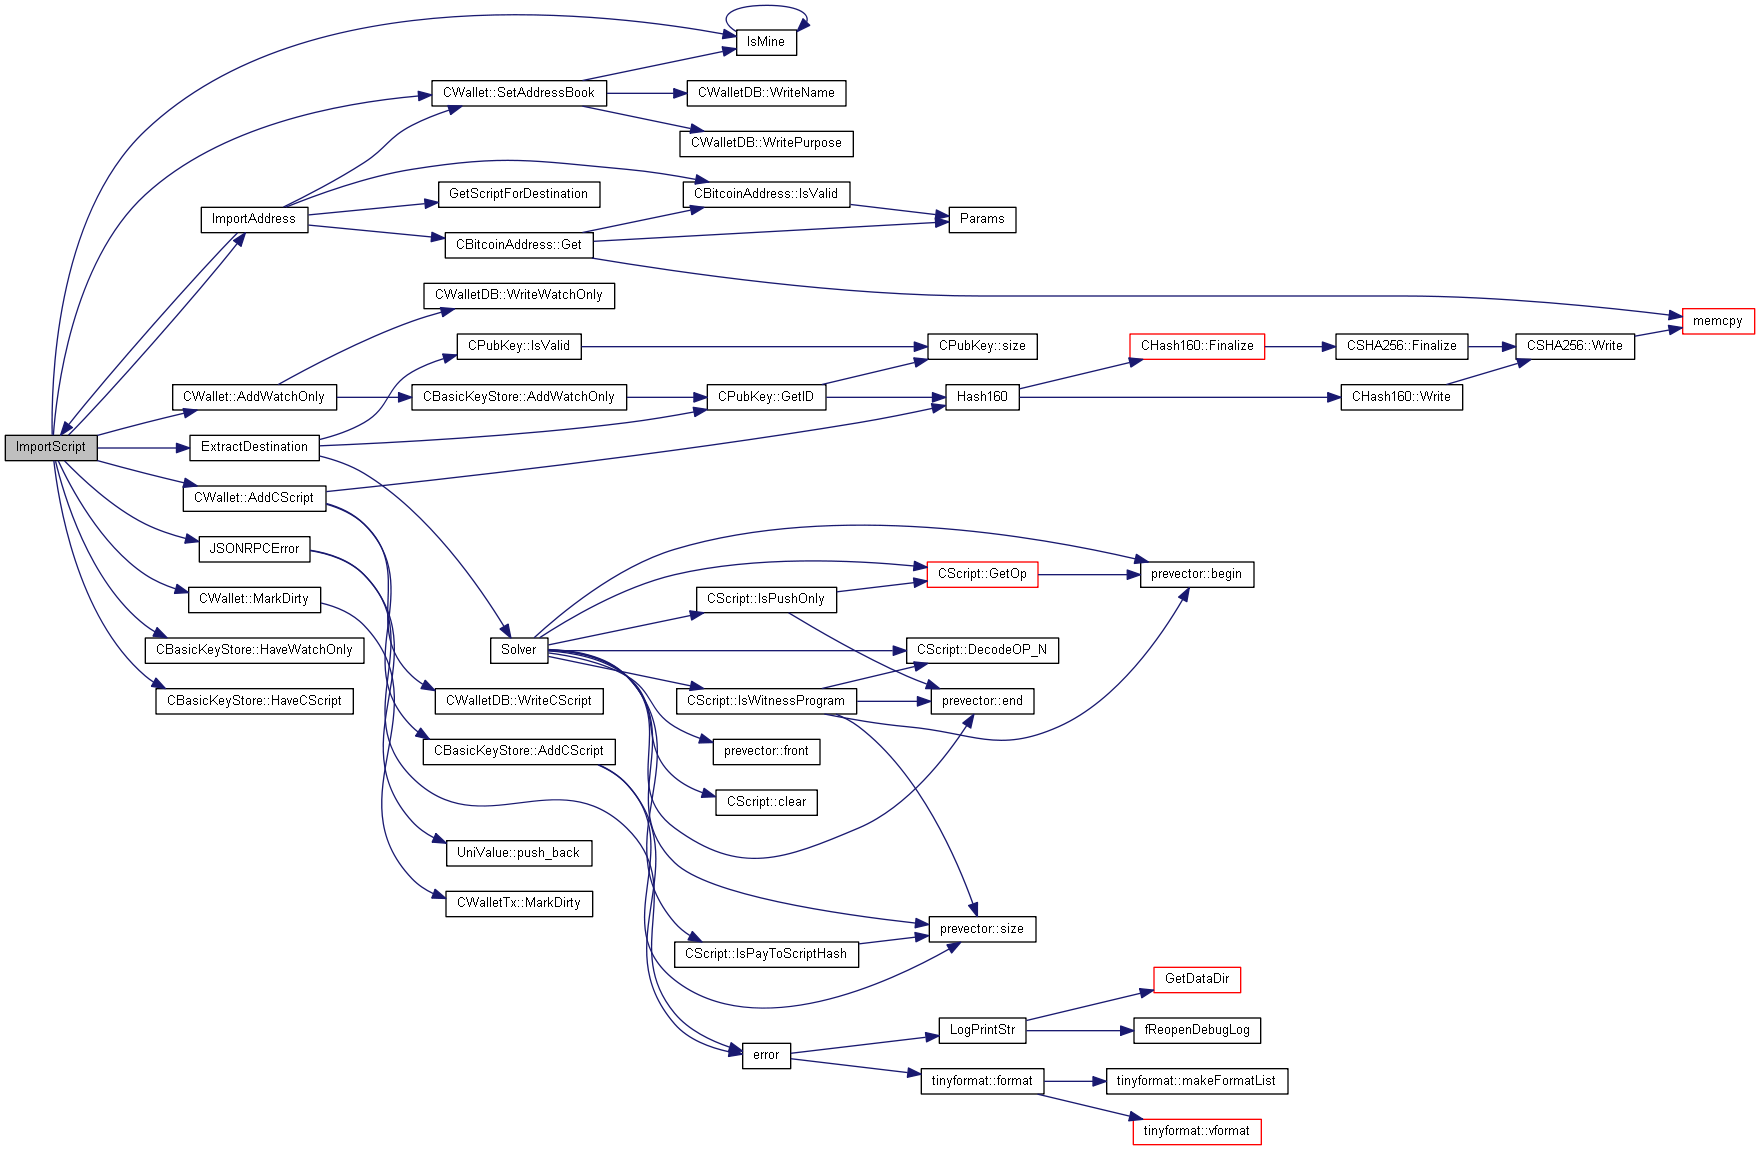 IsMine
CWallet::SetAddressBook
CWalletDB::WriteName
CWalletDB::WritePurpose
GetScriptForDestination
CBitcoinAddress::IsValid
ImportAddress
Params
CBitcoinAddress::Get
CWalletDB::WriteWatchOnly
memcpy
CPubKey::IsValid
CPubKey::size
CHash160::Finalize
CSHA256::Finalize
CSHA256::Write
CWallet::AddWatchOnly
CBasicKeyStore::AddWatchOnly
CPubKey::GetID
Hash160
CHash160::Write
ImportScript
ExtractDestination
CWallet::AddCScript
JSONRPCError
CScript::GetOp
prevector::begin
CWallet::MarkDirty
CScript::IsPushOnly
CBasicKeyStore::HaveWatchOnly
Solver
CScript::DecodeOP_N
CBasicKeyStore::HaveCScript
CWalletDB::WriteCScript
CScript::IsWitnessProgram
prevector::end
CBasicKeyStore::AddCScript
prevector::front
CScript::clear
UniValue::push_back
CWalletTx::MarkDirty
prevector::size
CScript::IsPayToScriptHash
GetDataDir
LogPrintStr
fReopenDebugLog
error
tinyformat::format
tinyformat::makeFormatList
tinyformat::vformat